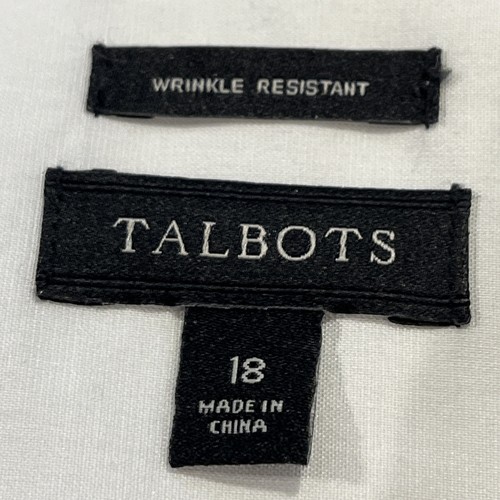 WRINKLE RESISTANT
TALBOTS
18
MADE IN
CHINA